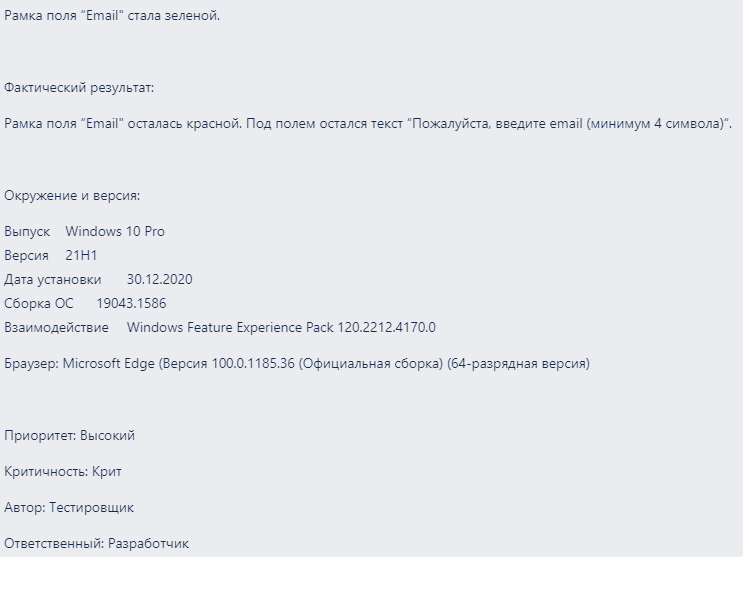 Рамка поля “Email" стала зеленой.
Фактический результат:
Рамка поля “Email" осталась красной. Под полем остался текст “Пожалуйста, введите email (минимум 4 символа)“.
Окружение и версия:
Выпуск Windows 10 Pro
Версия 21H1
Дата установки 30.12.2020
Сборка ОС 19043.1586
Взаимодействие Windows Feature Experience Pack 120.2212.4170.0
Браузер: Microsoft Edge (Версия 100.0.1185.36 (Официальная сборка) (64-разрядная версия)
Приоритет: Высокий
Критичность: Крит
Автор: Тестировщик
Ответственный: Разработчик